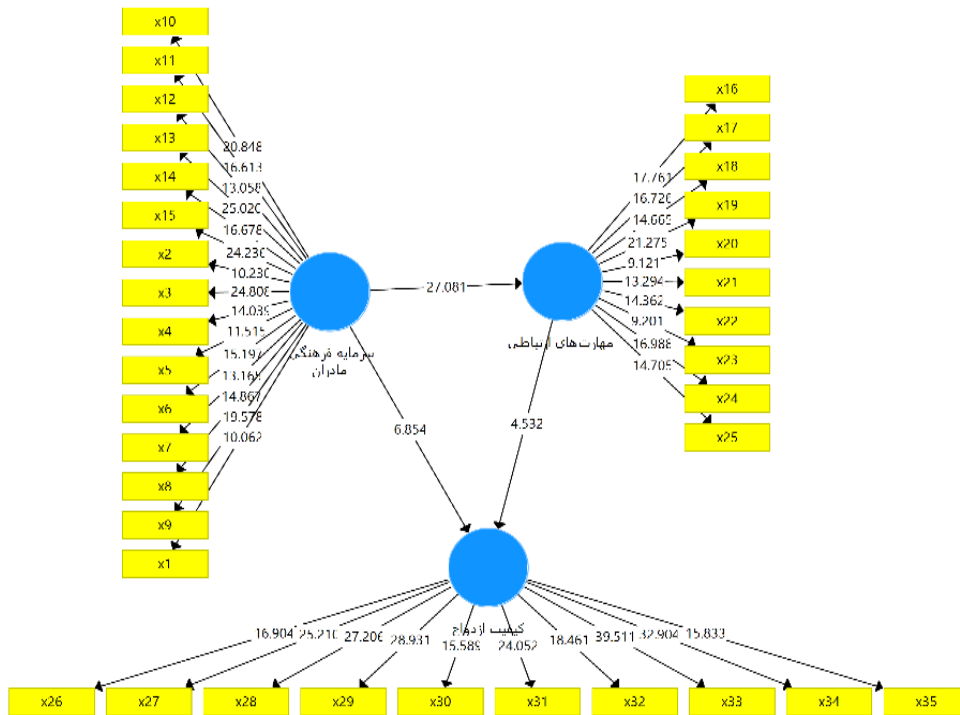 x10
x11
x12
x13
x14
x15
x2
x3
x4
x5
x6
x7
x8
x9
x1
20.848
16.613
13.058
25.020
16.678
24.230
10.230
24.808
14.039
11.515
15.197
13.165
14.867
19.578
10.062
سرمایه فرهنگی
مادران
27.081
مهارت‌های ارتباطی
17.761
16.726
14.665
21.275
9.121
13.294
14.362
9.201
16.988
14.705
x16
x17
x18
x19
x20
x21
x22
x23
x24
x25
6.854
4.532
کیفیت ازدواج
16.904
25.210
27.206
28.931
15.589
24.052
18.461
39.511
32.904
15.833
x26
x27
x28
x29
x30
x31
x32
x33
x34
x35